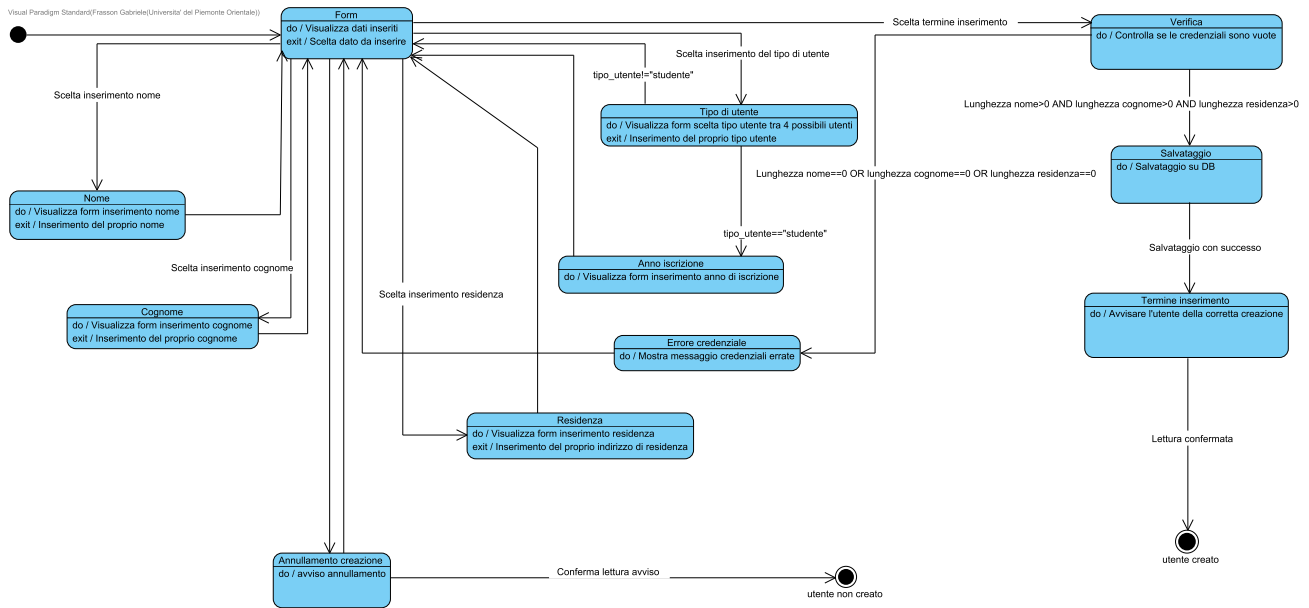 Visual Paradigm Standard(Frasson Gabriele(Universita' del Piemonte Orientale))
Form
do / Visualizza dati inseriti
exit / Scelta dato da inserire
Scelta termine inserimento
Verifica
do / Controlla se le credenziali sono vuote
Scelta inserimento del tipo di utente
tipo_utente!="studente"
Scelta inserimento nome
Lunghezza nome>0 AND lunghezza cognome>0 AND lunghezza residenza>0
Tipo di utente
do / Visualizza form scelta tipo utente tra 4 possibili utenti
exit / Inserimento del proprio tipo utente
Salvataggio
do / Salvataggio su DB
Lunghezza nome==0 OR lunghezza cognome==0 OR lunghezza residenza==0
Nome
do / Visualizza form inserimento nome
exit / Inserimento del proprio nome
tipo_utente=="studente"
Salvataggio con successo
Scelta inserimento cognome
Anno iscrizione
do / Visualizza form inserimento anno di iscrizione
Scelta inserimento residenza
Termine inserimento
do / Avvisare l'utente della corretta creazione
Cognome
do / Visualizza form inserimento cognome
exit / Inserimento del proprio cognome
Errore credenziale
do / Mostra messaggio credenziali errate
Residenza
do / Visualizza form inserimento residenza
exit / Inserimento del proprio indirizzo di residenza
Lettura confermata
utente creato
Annullamento creazione
do / avviso annullamento
Conferma lettura avviso
utente non creato